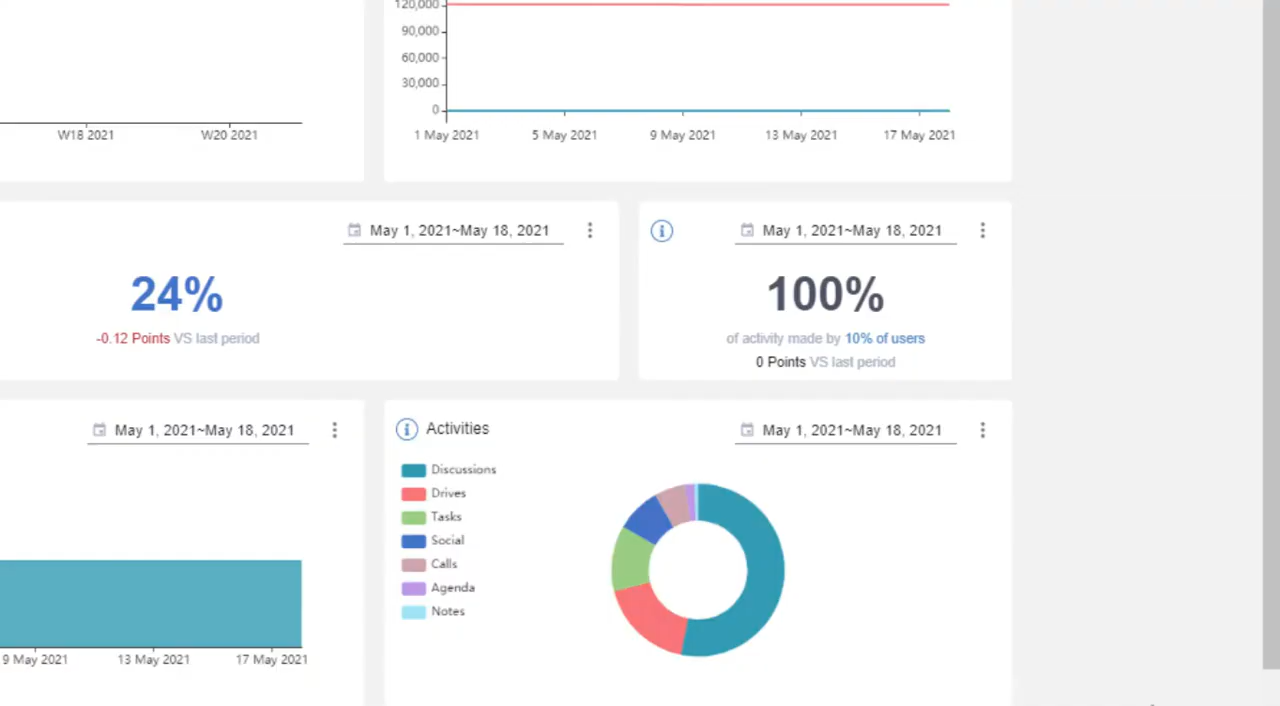 120,000
90,000
60,000
30,000
0
W18 2021 W20 2021
1 May 2021 5 May 2021 9 May 2021 13 May 2021 17 May 2021
May 1, 2021~May 18, 2021
24%
-0.12 Points VS last period
May 1, 2021~May 18, 2021
100%
of activity made by 10% of users
0 Points VS last period
May 1, 2021~May 18, 2021
9 May 2021 13 May 2021 17 May 2021
Activities
May 1, 2021~May 18, 2021
Discussions
Drives
Tasks
Social
Calls
Agenda
Notes